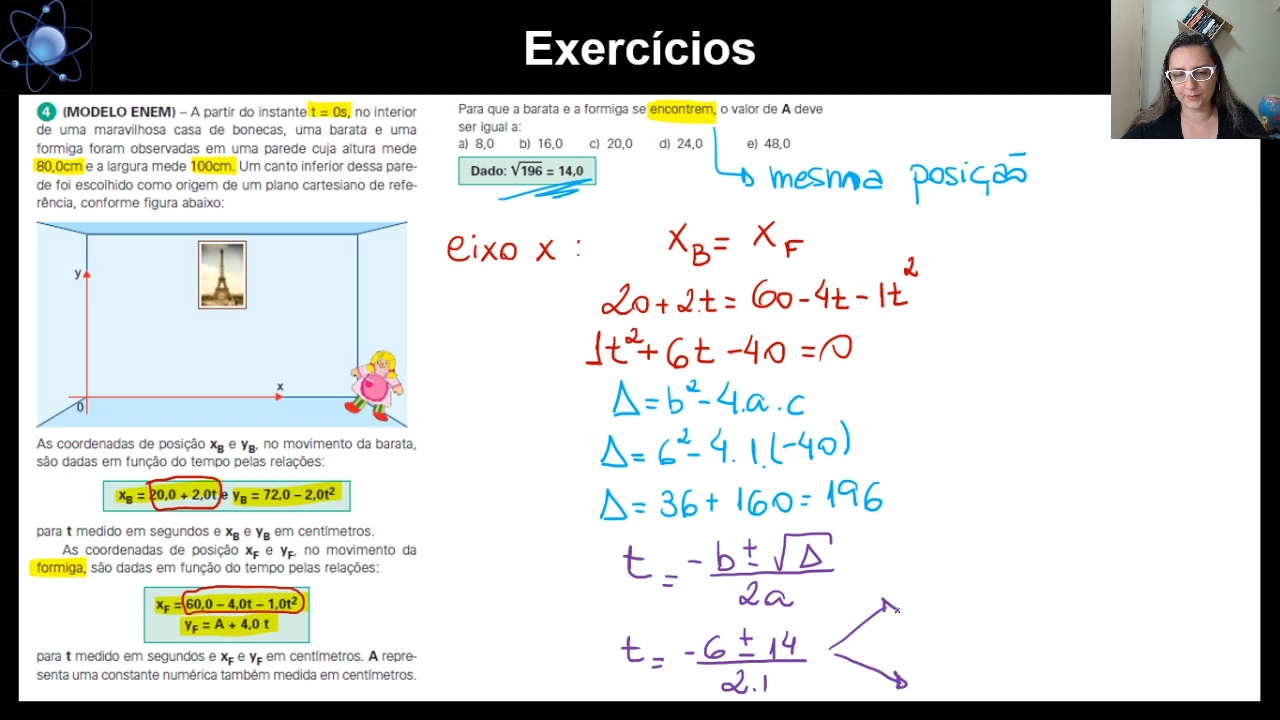 Exercícios
4 (MODELO ENEM) – A partir do instante t = 0s, no interior
de uma maravilhosa casa de bonecas, uma barata e uma
formiga foram observadas em uma parede cuja altura mede
80,0cm e a largura mede 100cm. Um canto inferior dessa pare-
de foi escolhido como origem de um plano cartesiano de refe-
rência, conforme figura abaixo:
y
x
0
As coordenadas de posição xB e yB, no movimento da barata,
são dadas em função do tempo pelas relações:
xB = 20,0 + 2,0t e yB = 72,0 – 2,0t²
para t medido em segundos e xB e yB em centímetros.
As coordenadas de posição xF e yF, no movimento da
formiga, são dadas em função do tempo pelas relações:
xF = 60,0 – 4,0t – 1,0t²
yF = A + 4,0 t
para t medido em segundos e xF e yF em centímetros. A repre-
senta uma constante numérica também medida em centímetros.
Para que a barata e a formiga se encontrem, o valor de A deve
ser igual a:
a) 8,0 b) 16,0 c) 20,0 d) 24,0 e) 48,0
Dado: √196 = 14,0
mesma posição
eixo x : xB = xF
20 + 2.t = 60 - 4t - 1t²
1t² + 6t - 40 = 0
Δ = b² - 4.a.c
Δ = 6² - 4.1.(-40)
Δ = 36 + 160 = 196
t = -b ± √Δ / 2a
t = -6 ± 14 / 2.1